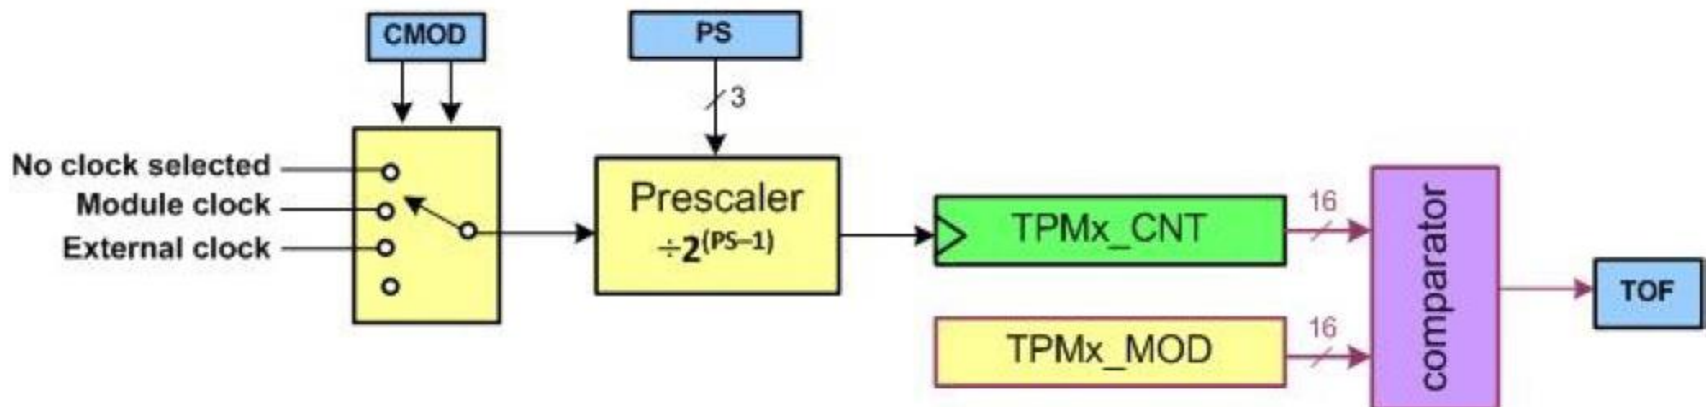 CMOD
PS
3
No clock selected
Module clock
External clock
Prescaler
÷2^(PS–1)
TPMx_CNT
16
TPMx_MOD
16
comparator
TOF